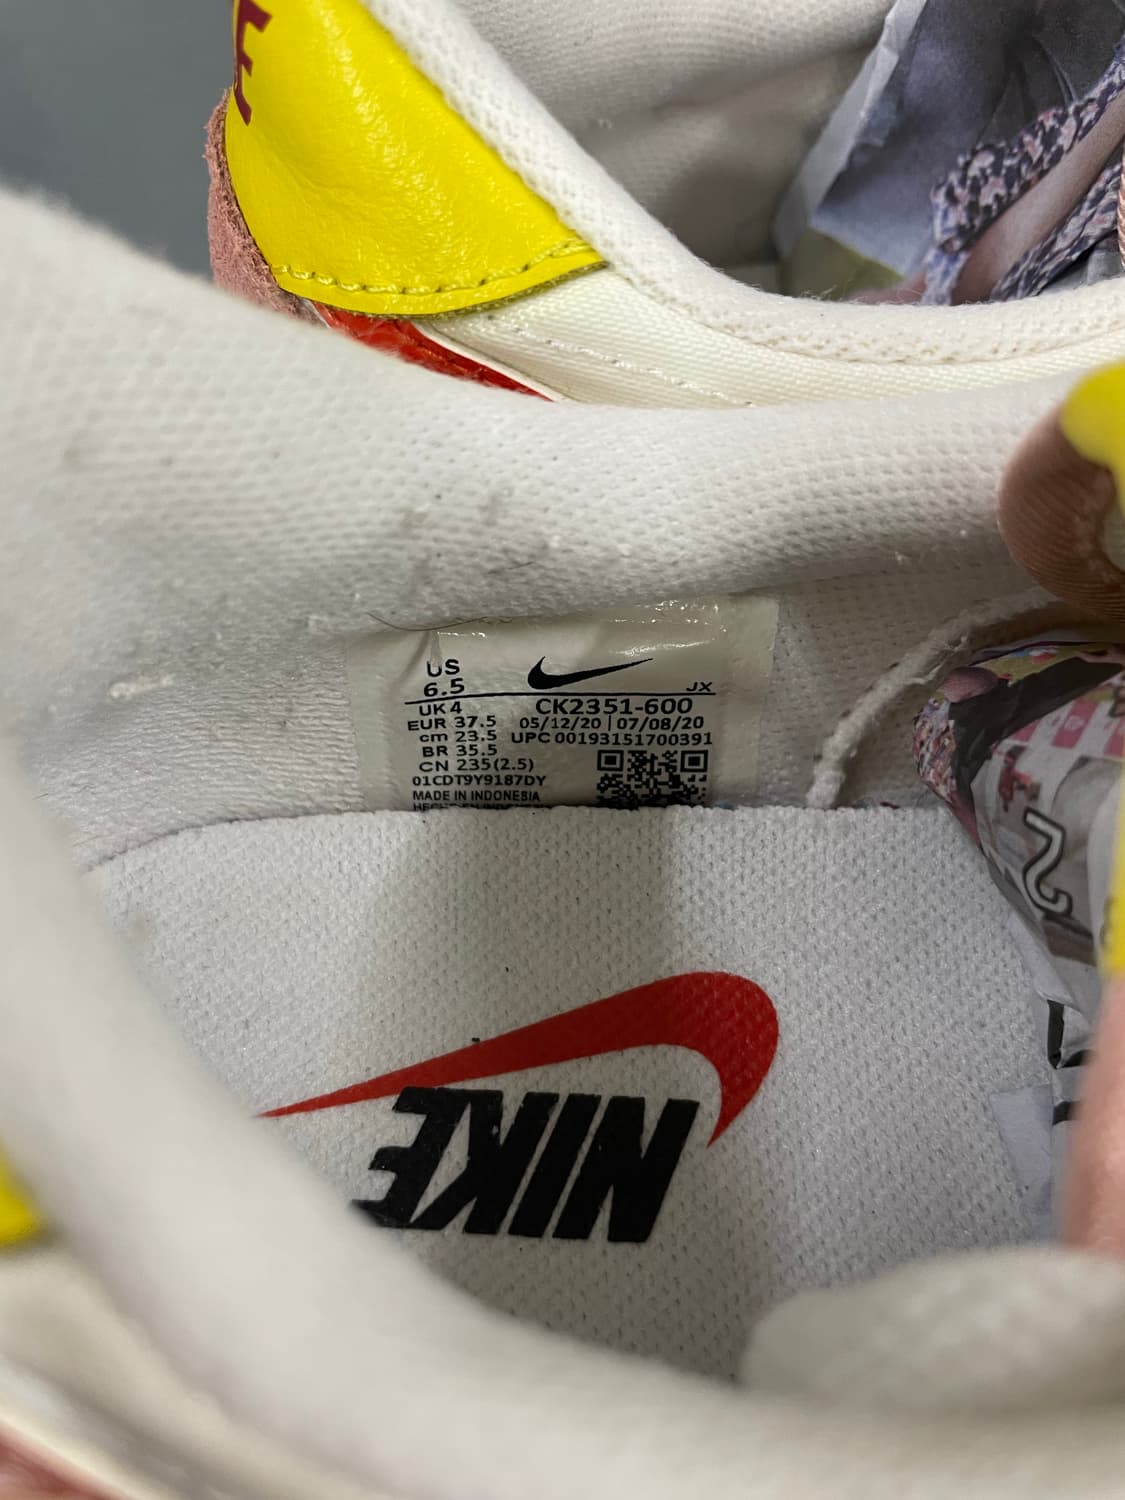 US
6.5
JX
UK 4
CK2351-600
EUR 37.5
05/12/20 | 07/08/20
cm 23.5
UPC 00193151700391
BR 35.5
CN 235(2.5)
01CDT9Y9187DY
MADE IN INDONESIA
NIKE